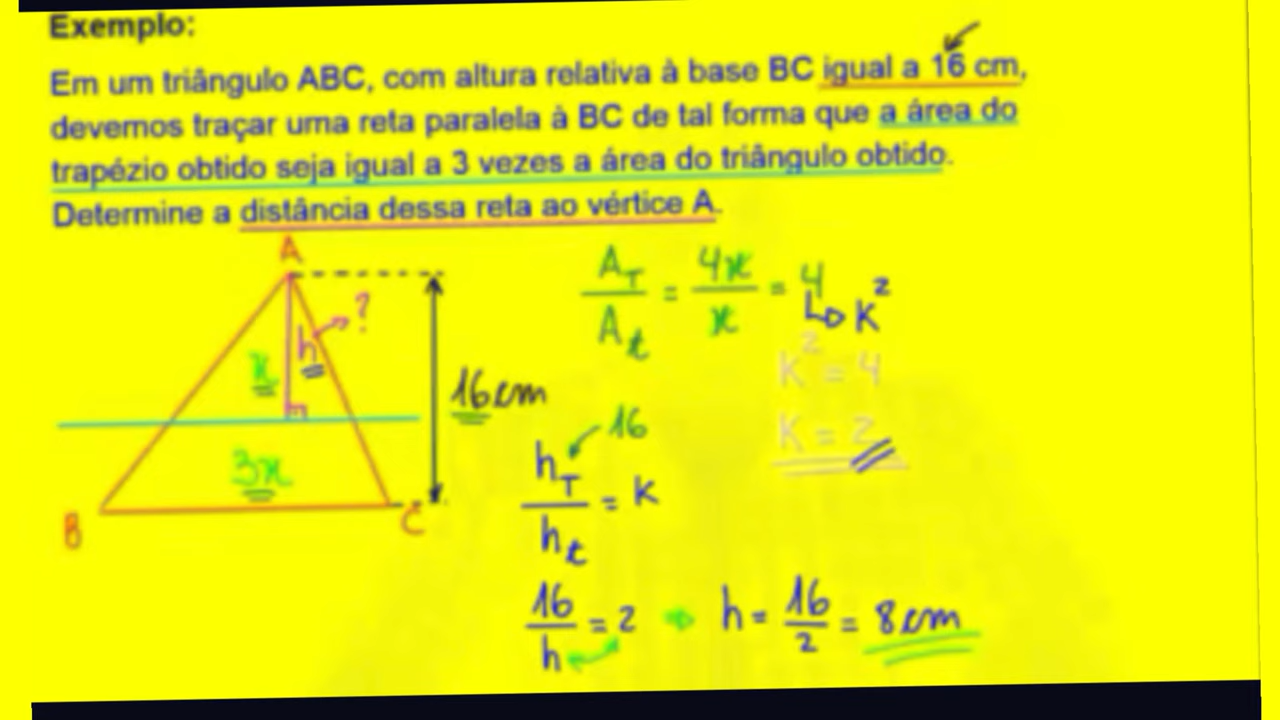 Exemplo:
Em um triângulo ABC, com altura relativa à base BC igual a 16 cm,
devemos traçar uma reta paralela à BC de tal forma que a área do
trapézio obtido seja igual a 3 vezes a área do triângulo obtido.
Determine a distância dessa reta ao vértice A.
A
?
h
x
16cm
3x
B
C
A_T / A_t = 4x / x = 4
↳ K²
K² = 4
K = 2
16
h_T / h_t = K
16 / h = 2 ⇒ h = 16 / 2 = 8cm